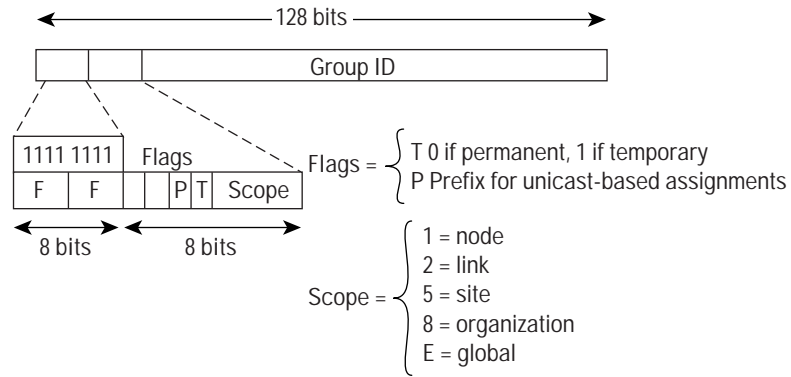 128 bits
Group ID
1111 1111
Flags
F
F
P
T
Scope
8 bits
8 bits
Flags =
T 0 if permanent, 1 if temporary
P Prefix for unicast-based assignments
Scope =
1 = node
2 = link
5 = site
8 = organization
E = global